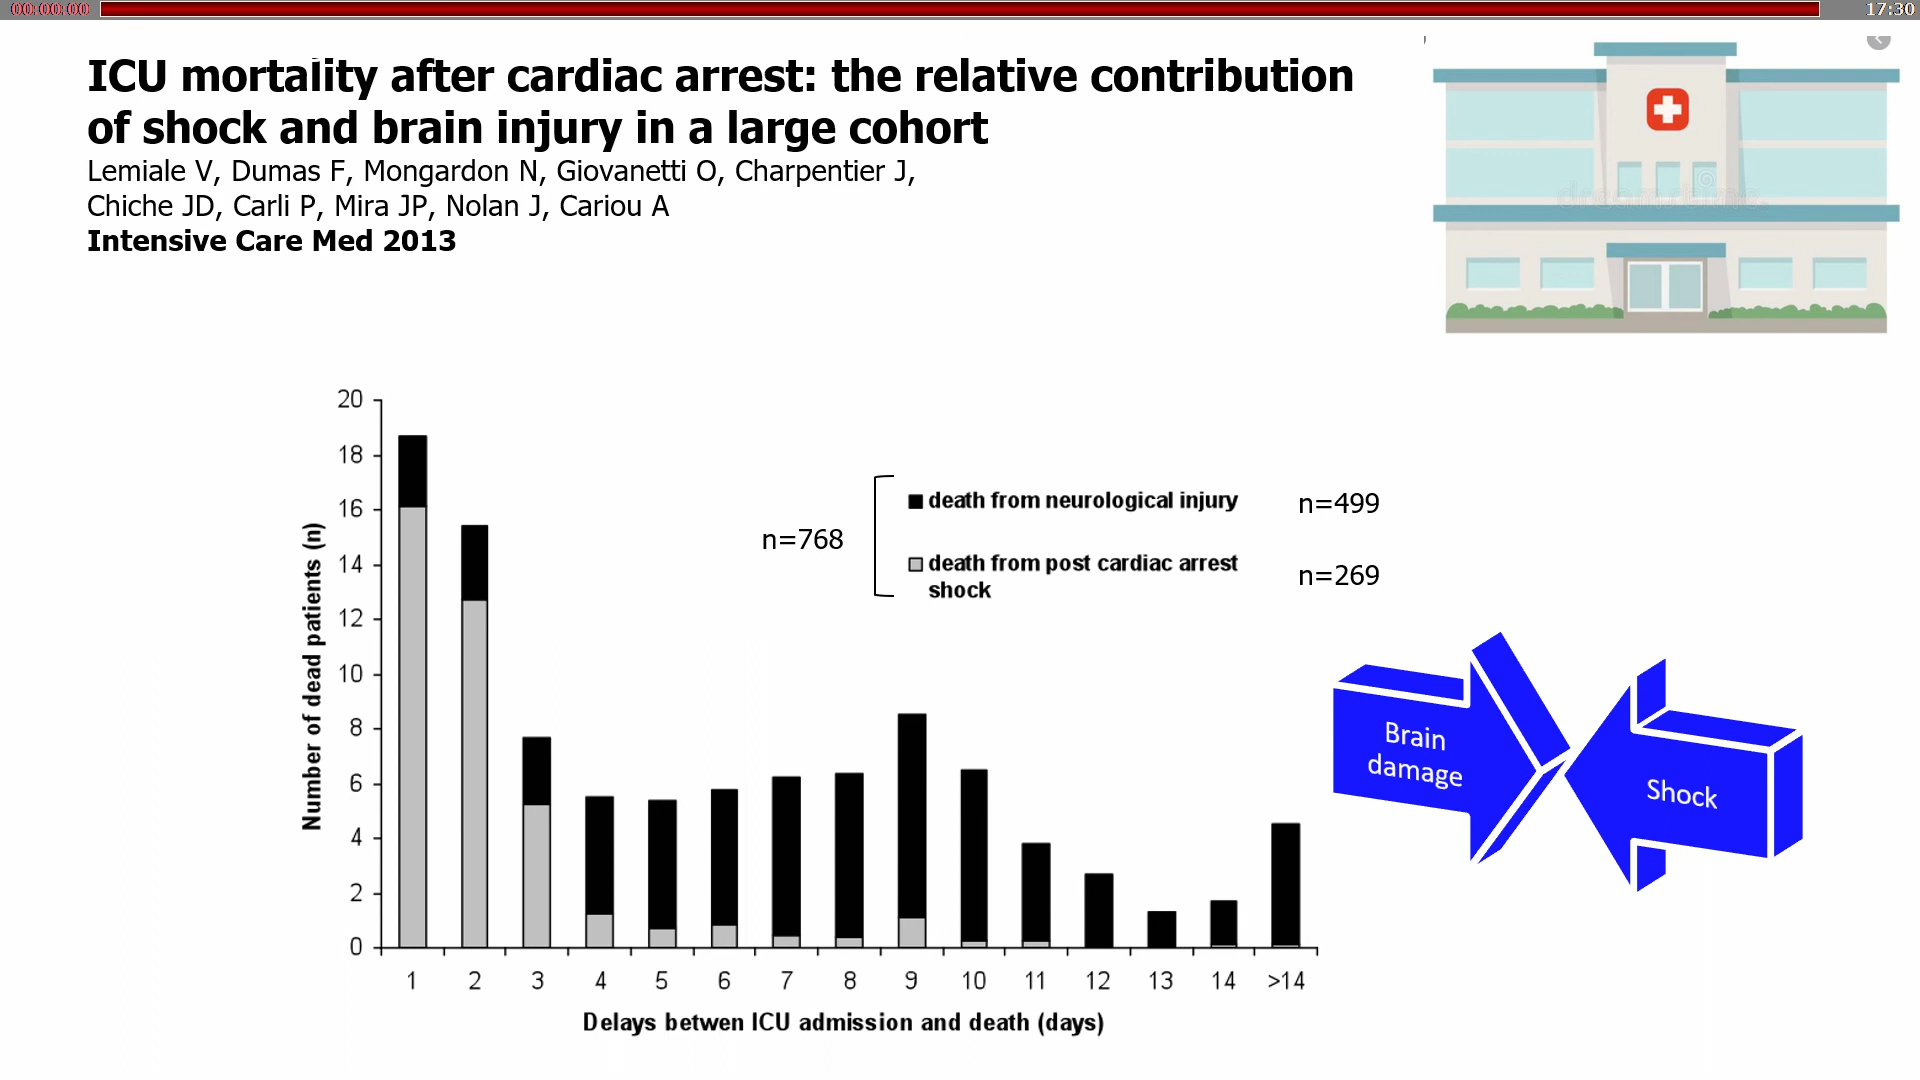 00:00:00
17:30
ICU mortality after cardiac arrest: the relative contribution
of shock and brain injury in a large cohort
Lemiale V, Dumas F, Mongardon N, Giovanetti O, Charpentier J,
Chiche JD, Carli P, Mira JP, Nolan J, Cariou A
Intensive Care Med 2013
dreamstime
20
18
16
14
12
10
8
6
4
2
0
Number of dead patients (n)
n=768
death from neurological injury
n=499
death from post cardiac arrest
shock
n=269
Brain
damage
Shock
1 2 3 4 5 6 7 8 9 10 11 12 13 14 >14
Delays betwen ICU admission and death (days)